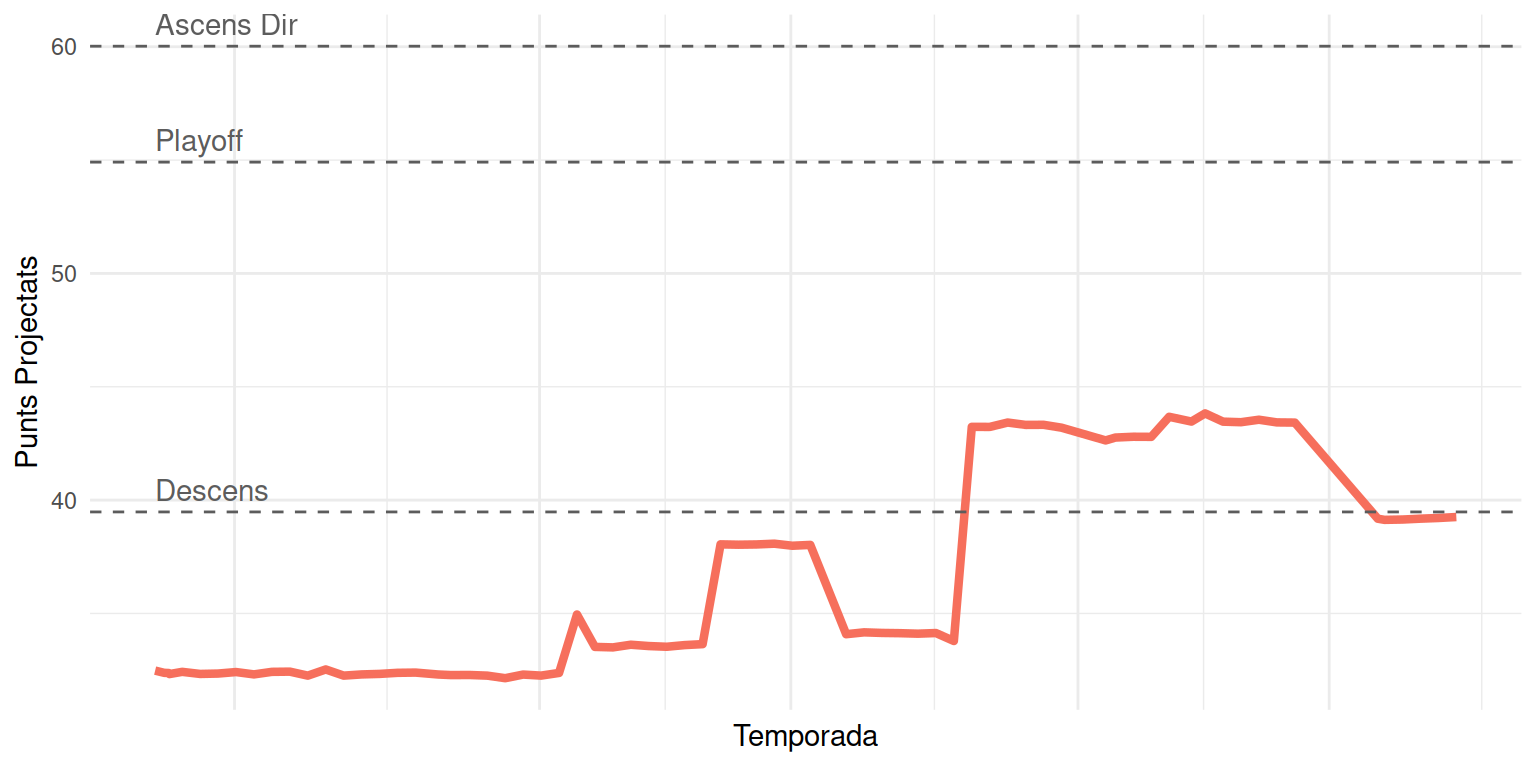 Ascens Dir
60
Playoff
50
Punts Projectats
Descens
40
Temporada